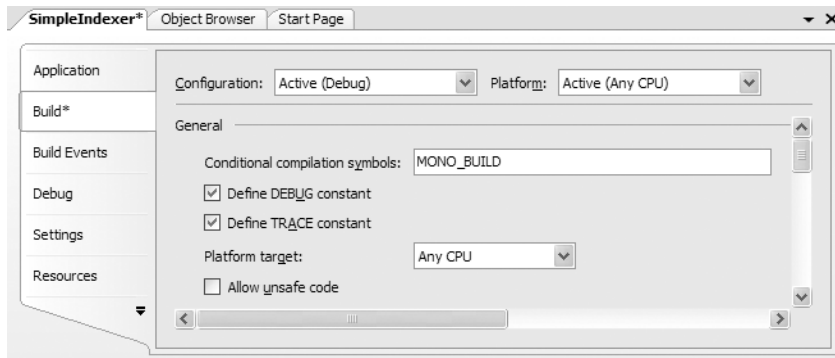 SimpleIndexer* Object Browser Start Page
Application
Build*
Build Events
Debug
Settings
Resources
Configuration: Active (Debug) Platform: Active (Any CPU)
General
Conditional compilation symbols: MONO_BUILD
Define DEBUG constant
Define TRACE constant
Platform target: Any CPU
Allow unsafe code